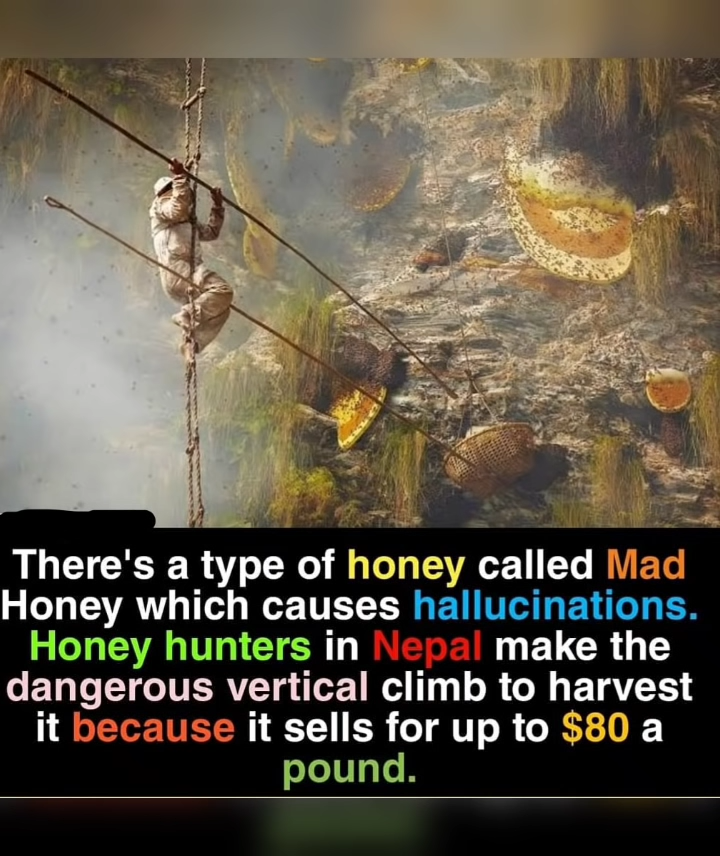 There's a type of honey called Mad
Honey which causes hallucinations.
Honey hunters in Nepal make the
dangerous vertical climb to harvest
it because it sells for up to $80 a
pound.